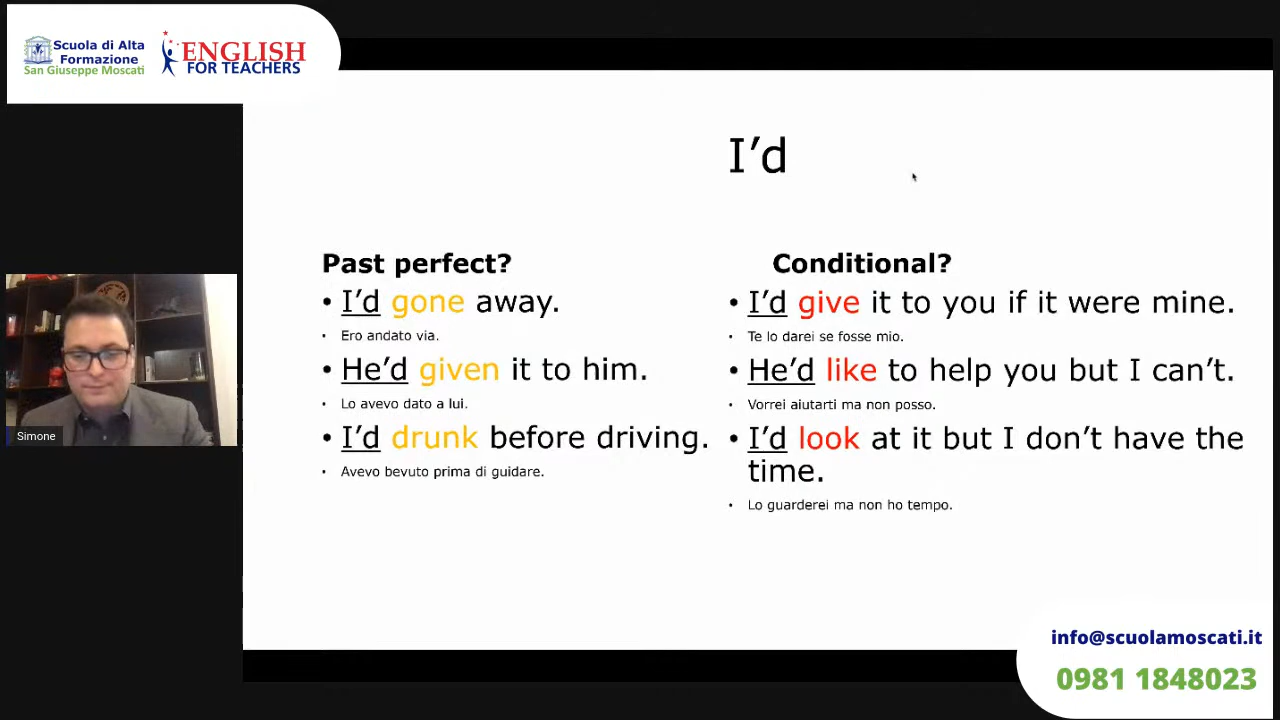 Scuola di Alta
Formazione
San Giuseppe Moscati
ENGLISH
FOR TEACHERS
I’d
Past perfect?
• I’d gone away.
• Ero andato via.
• He’d given it to him.
• Lo avevo dato a lui.
• I’d drunk before driving.
• Avevo bevuto prima di guidare.
Conditional?
• I’d give it to you if it were mine.
• Te lo darei se fosse mio.
• He’d like to help you but I can’t.
• Vorrei aiutarti ma non posso.
• I’d look at it but I don’t have the
time.
• Lo guarderei ma non ho tempo.
Simone
info@scuolamoscati.it
0981 1848023